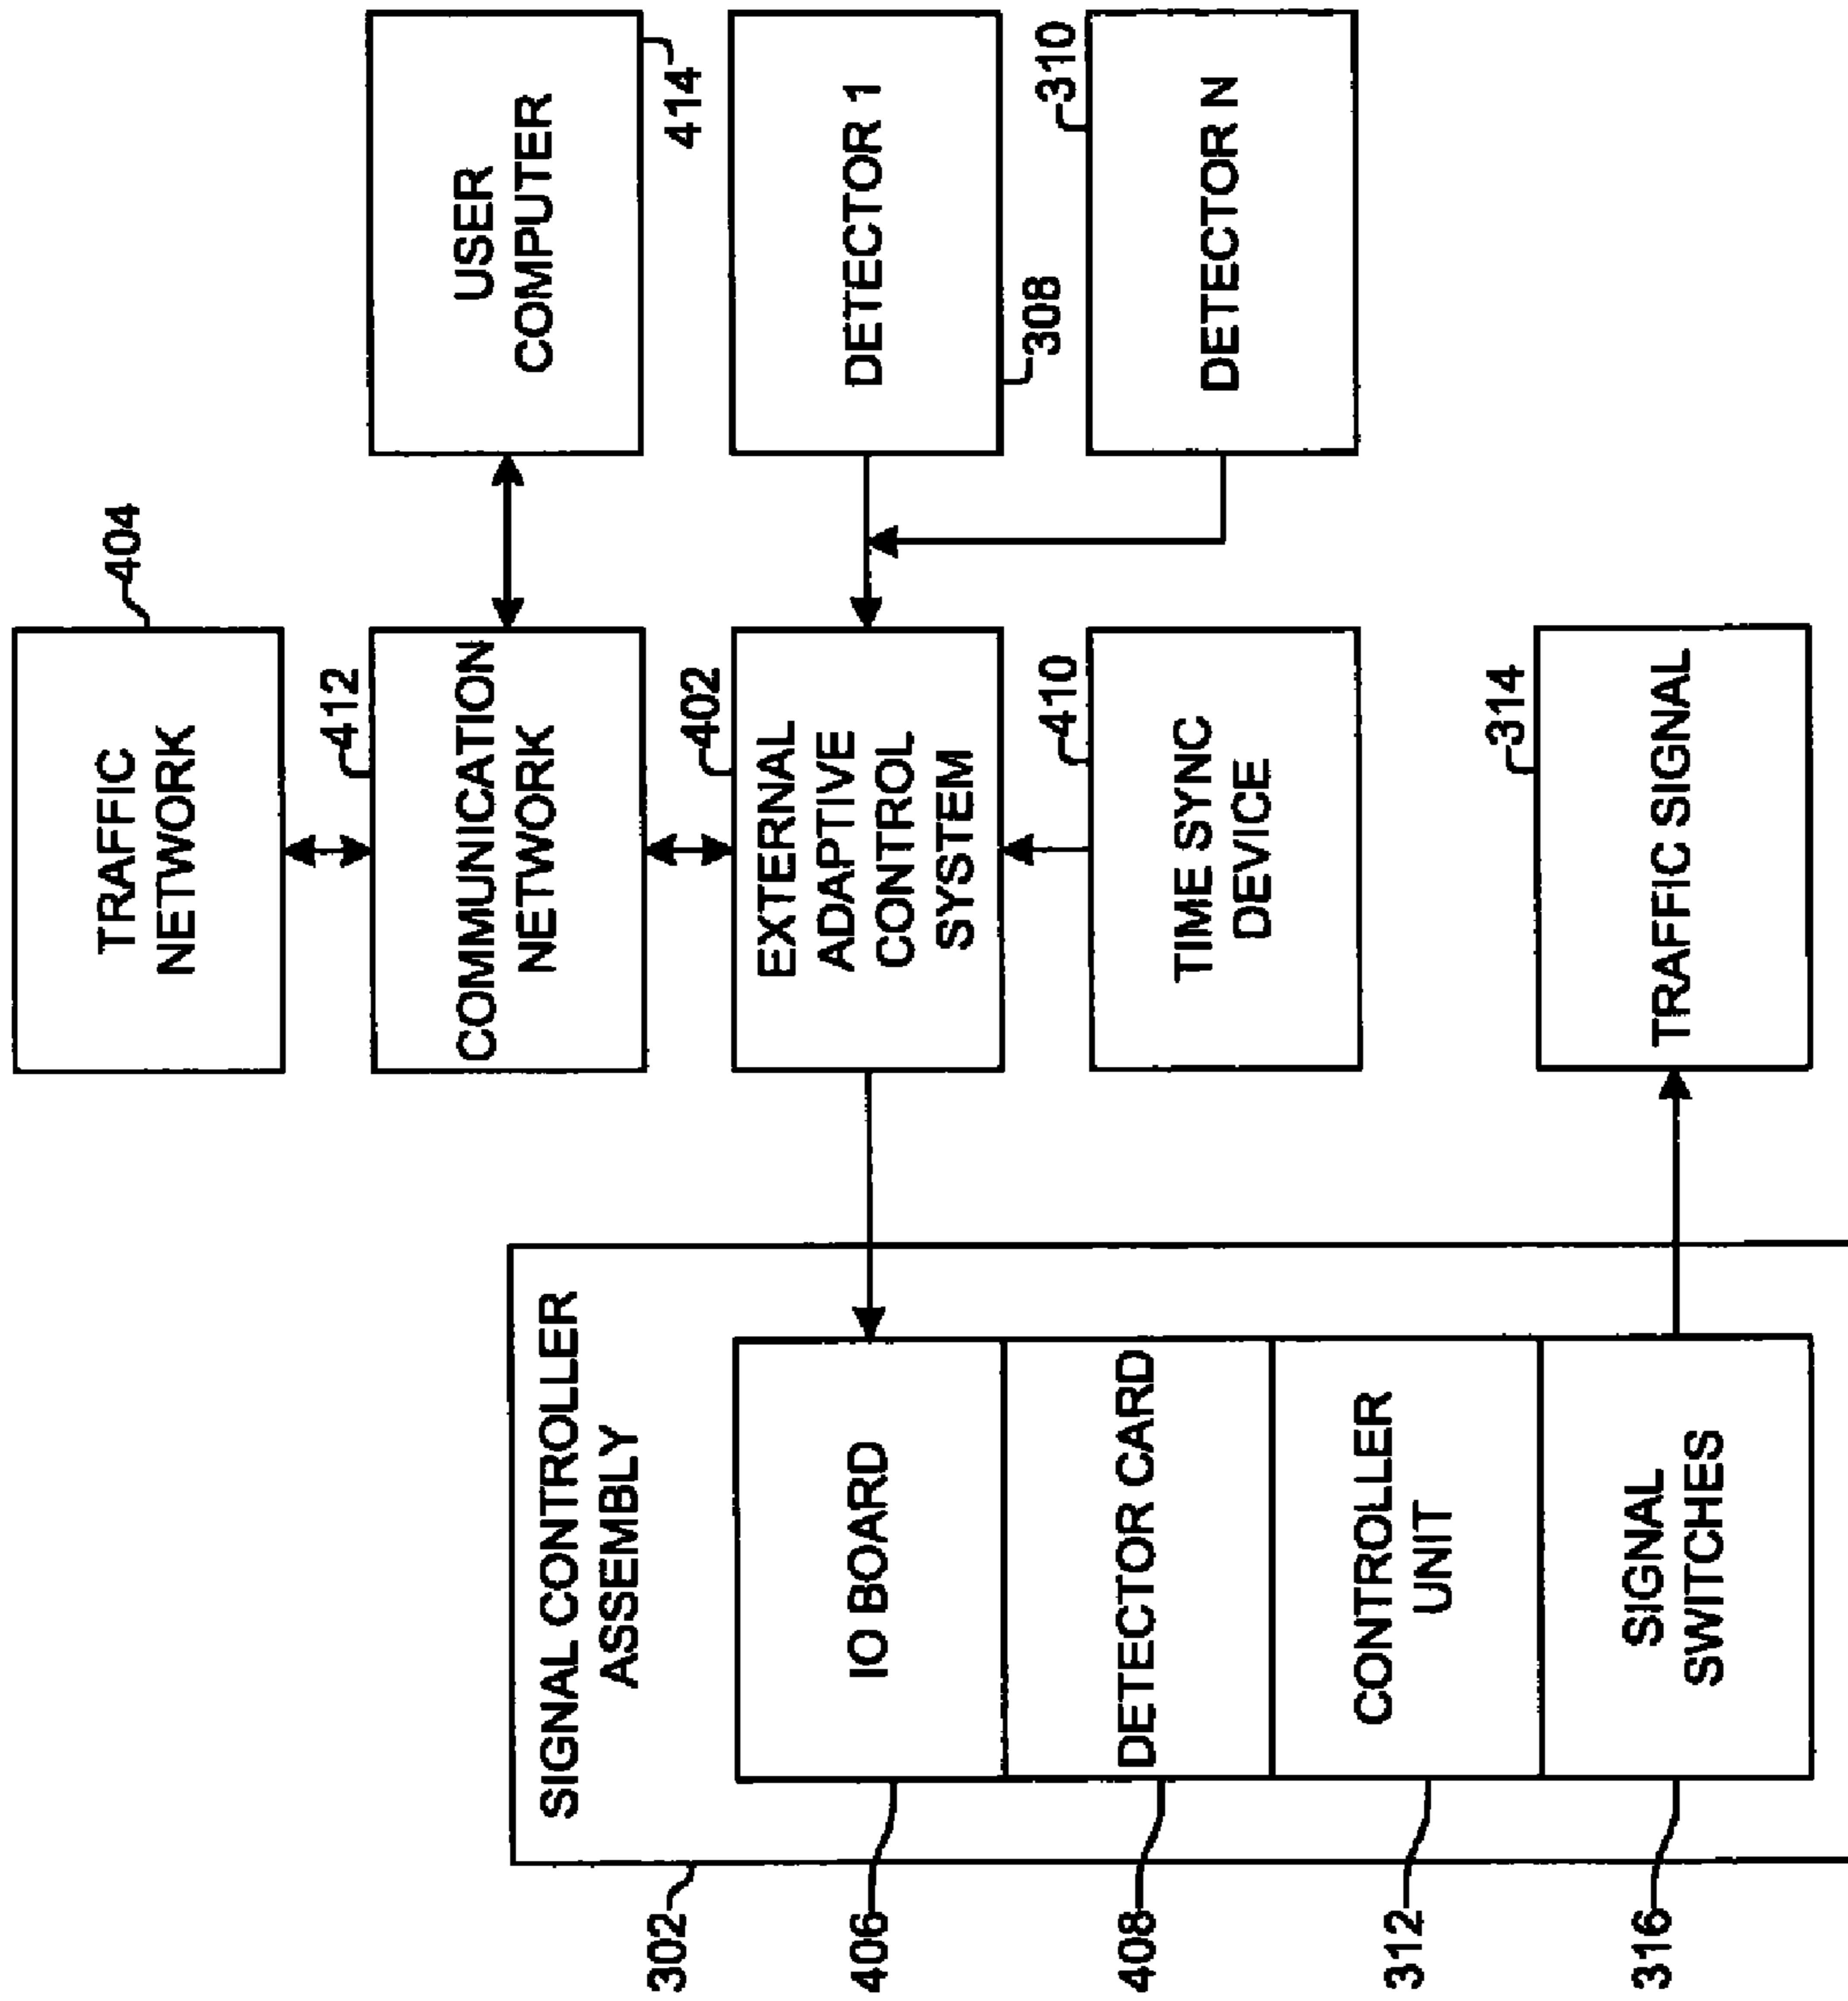 TRAFFIC
NETWORK
404
COMMUNICATION
NETWORK
412
USER
COMPUTER
414
EXTERNAL
ADAPTIVE
CONTROL
SYSTEM
402
DETECTOR 1
308
TIME SYNC
DEVICE
410
DETECTOR N
310
TRAFFIC SIGNAL
314
SIGNAL CONTROLLER
ASSEMBLY
302
IO BOARD
406
DETECTOR CARD
408
CONTROLLER
UNIT
312
SIGNAL
SWITCHES
316